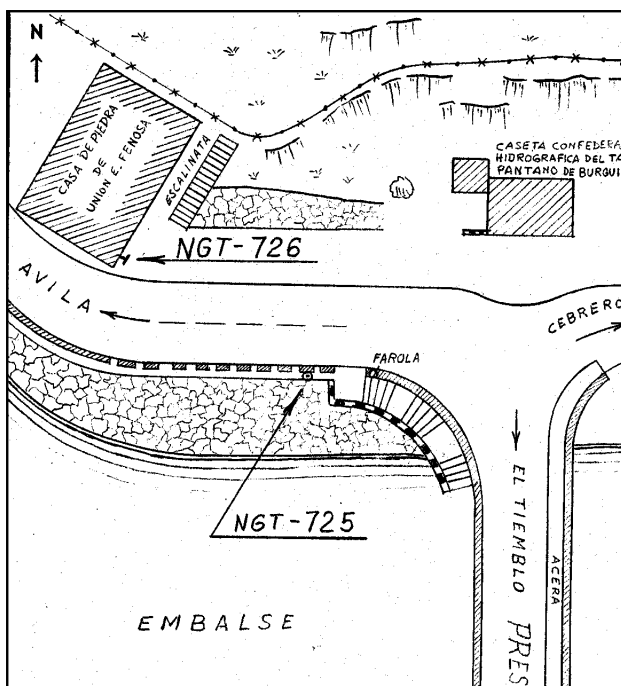 N
CASA DE PIEDRA
DE
UNION E. FENOSA
ESCALINATA
CASETA CONFEDERA
HIDROGRAFICA DEL TA
PANTANO DE BURGUI
NGT-726
AVILA
CEBRERO
FAROLA
NGT-725
EL TIEMBLO
PRES
ACERA
EMBALSE